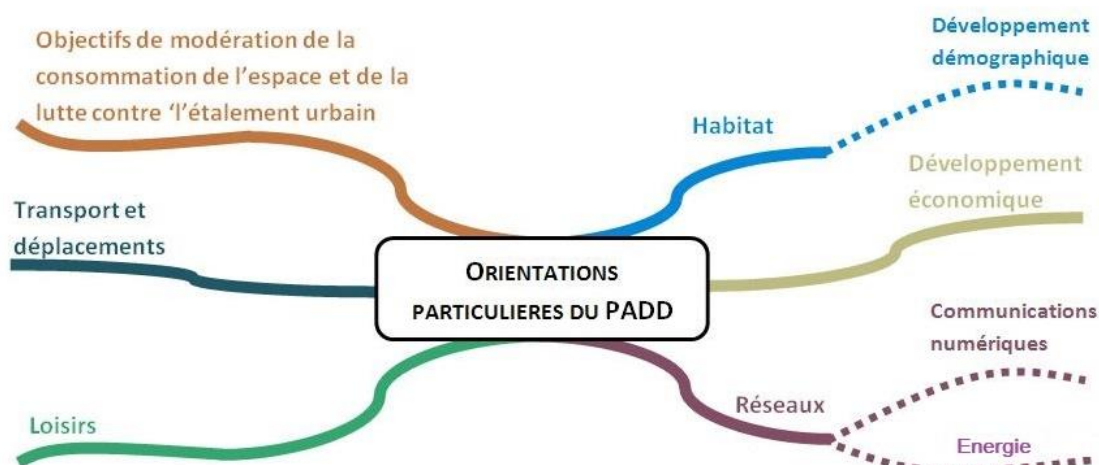 Objectifs de modération de la
consommation de l'espace et de la
lutte contre 'l'étalement urbain
Transport et
déplacements
Loisirs
ORIENTATIONS
PARTICULIERES DU PADD
Habitat
Développement
démographique
Développement
économique
Réseaux
Communications
numériques
Energie